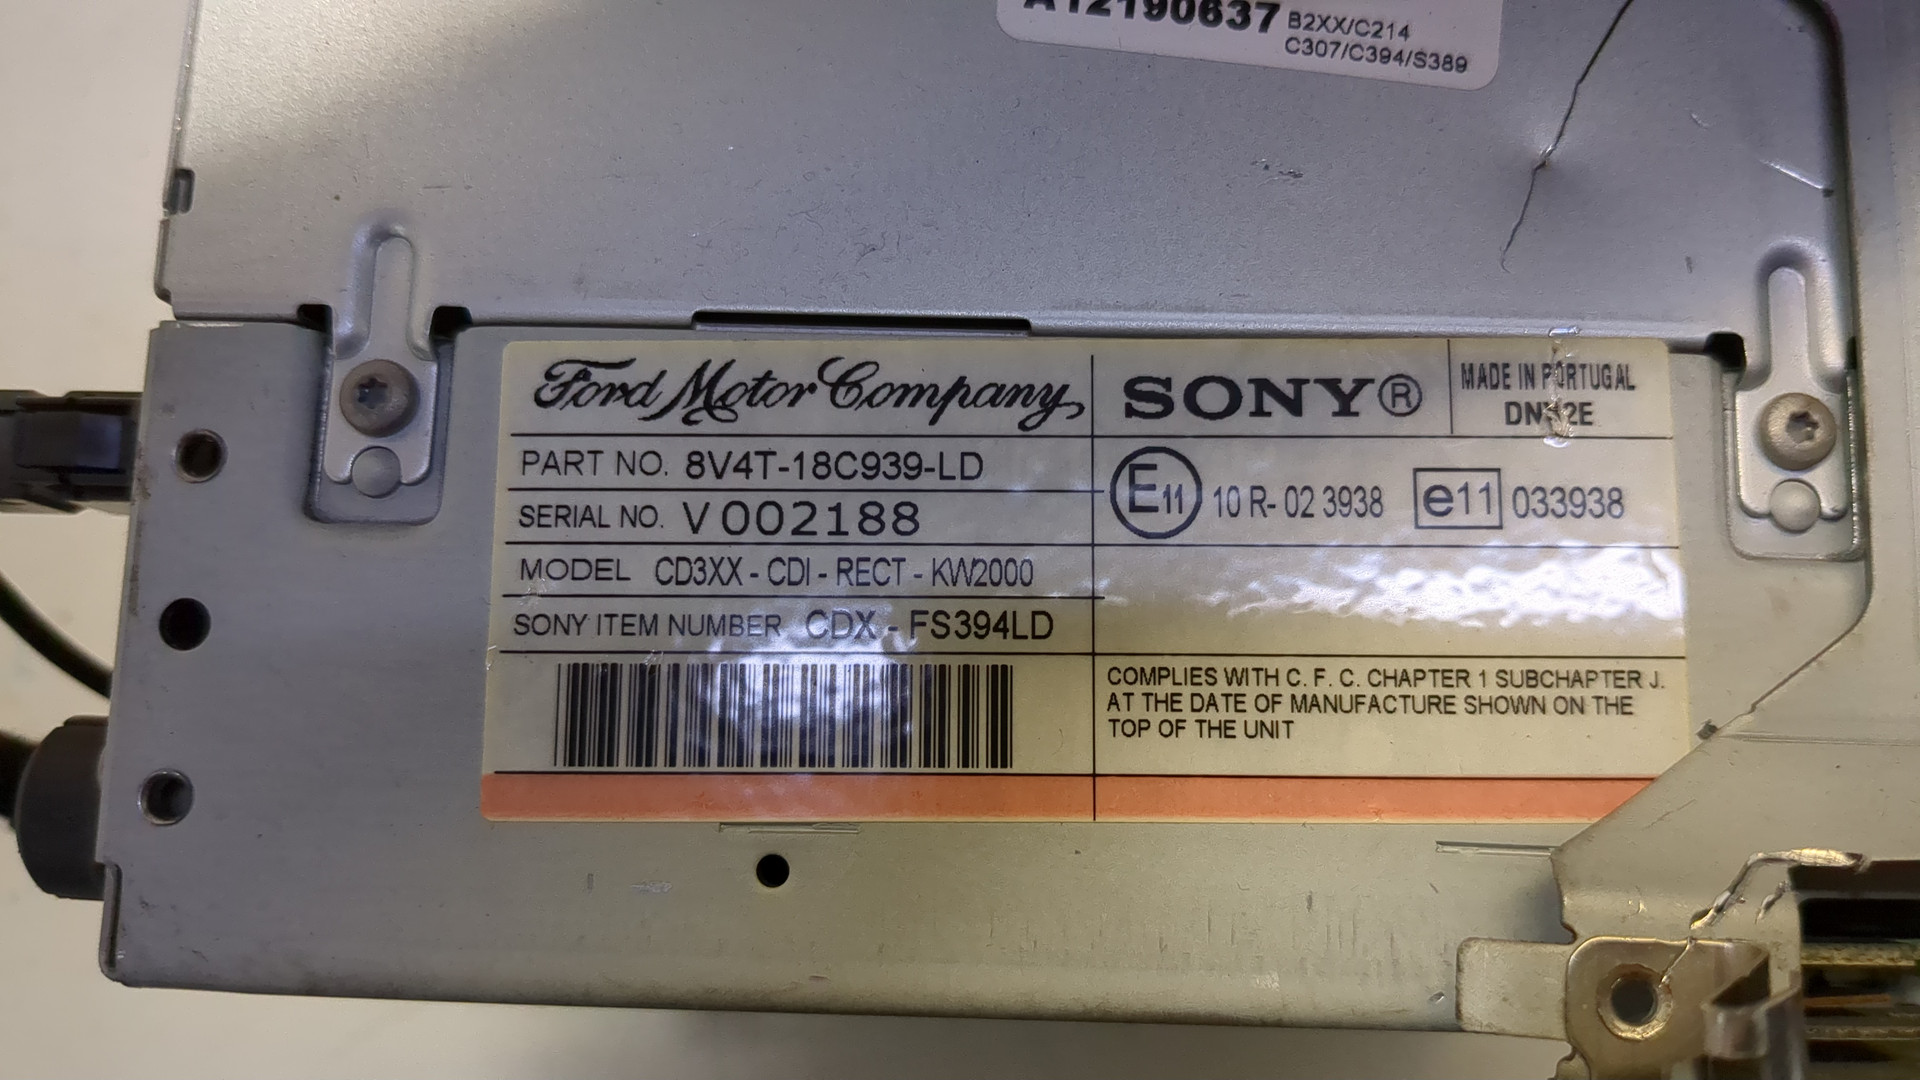 A12190637 B2XX/C214
C307/C394/S389
Ford Motor Company
SONY®
MADE IN PORTUGAL
PART NO. 8V4T-18C939-LD
SERIAL NO. V002188
MODEL CD3XX - CDI - RECT - KW2000
SONY ITEM NUMBER CDX - FS394LD
E11 10 R- 02 3938 e11 033938
COMPLIES WITH C. F. C. CHAPTER 1 SUBCHAPTER J.
AT THE DATE OF MANUFACTURE SHOWN ON THE
TOP OF THE UNIT